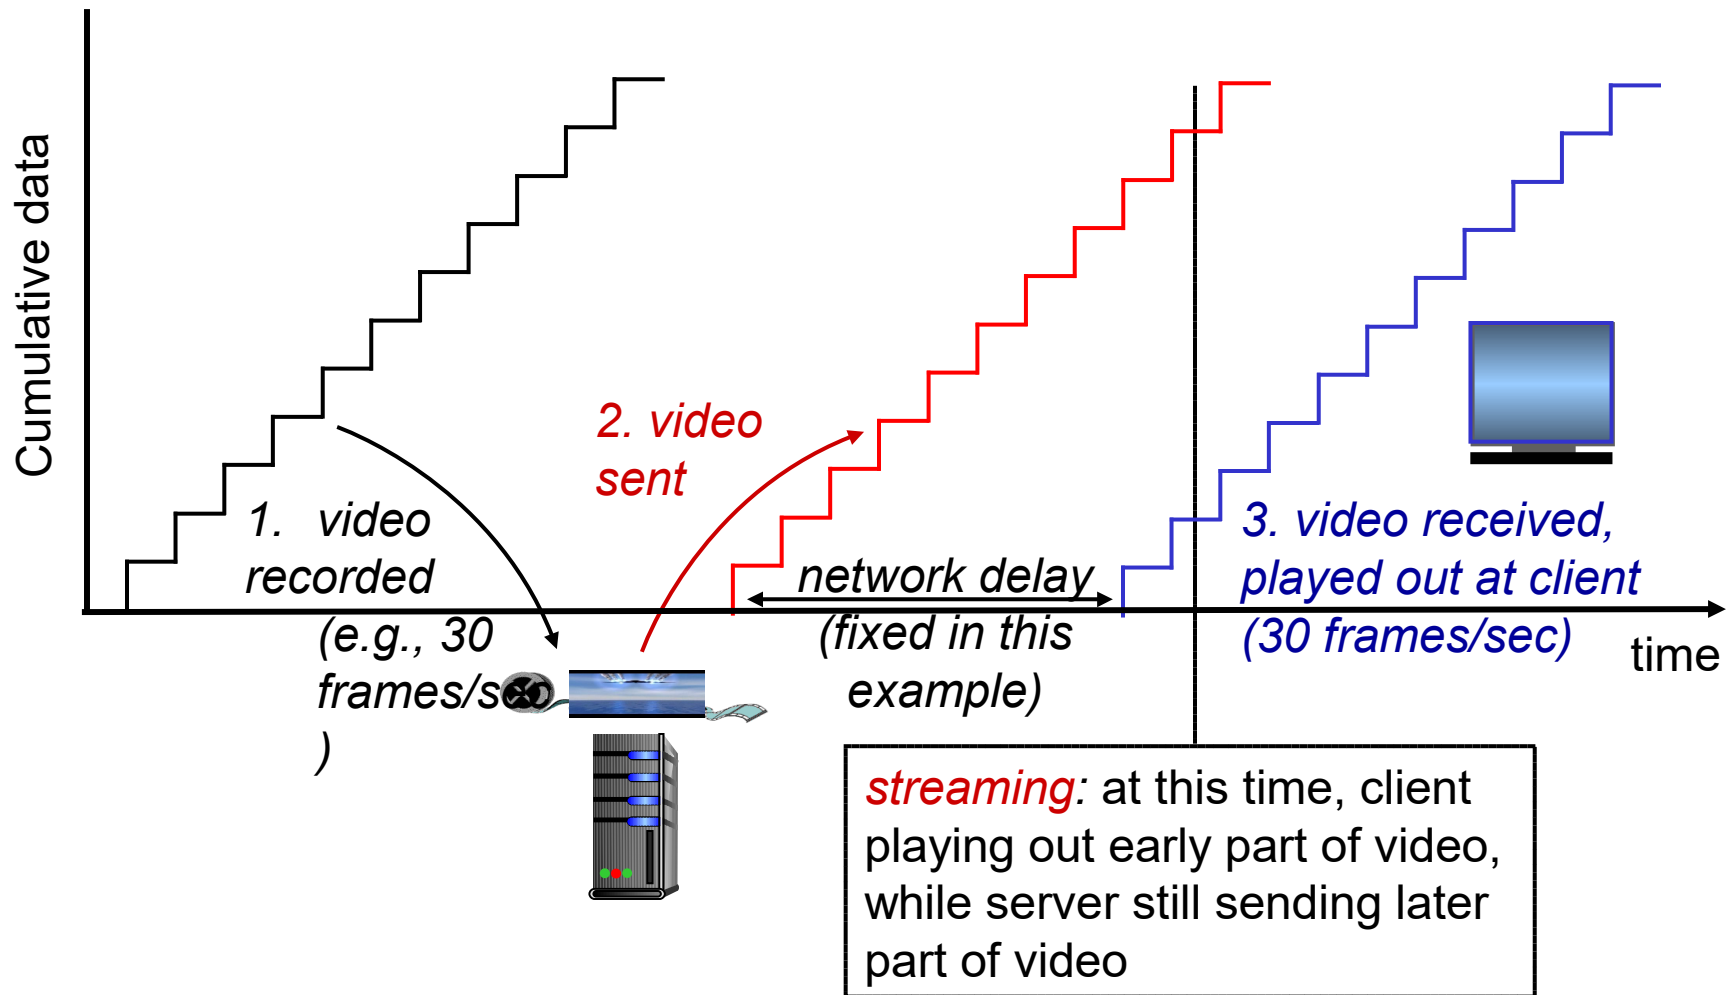 Cumulative data
1. video
recorded
(e.g., 30
frames/sec
)
2. video
sent
network delay
(fixed in this
example)
3. video received,
played out at client
(30 frames/sec)
time
streaming: at this time, client
playing out early part of video,
while server still sending later
part of video